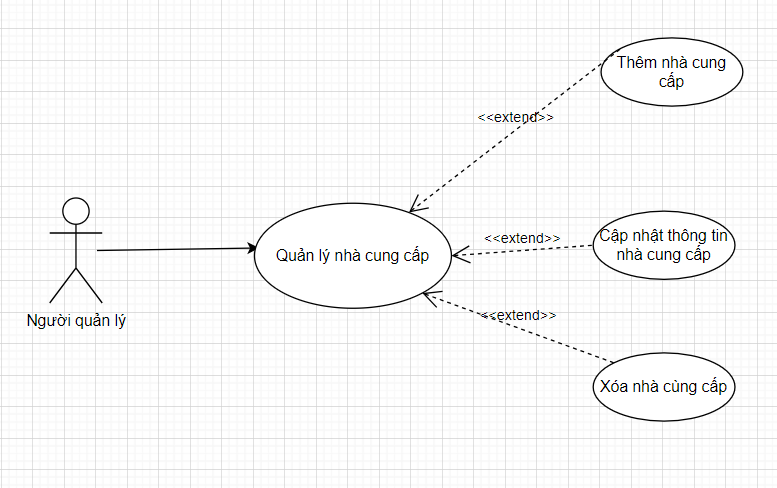 Thêm nhà cung
cấp
<<extend>>
Cập nhật thông tin
nhà cung cấp
<<extend>>
Quản lý nhà cung cấp
<<extend>>
Người quản lý
Xóa nhà cùng cấp